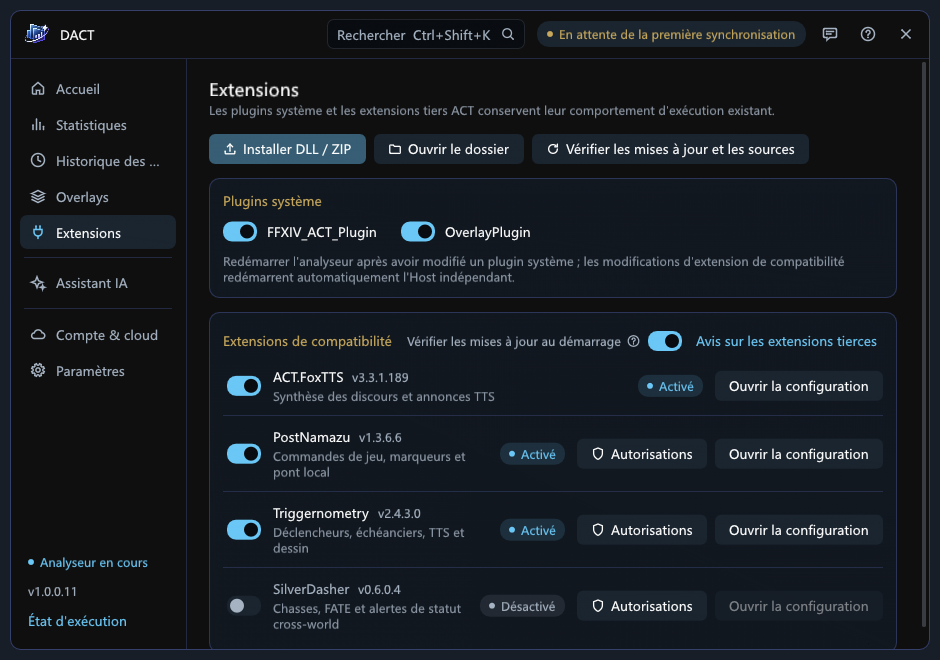 DACT
Rechercher Ctrl+Shift+K
En attente de la première synchronisation
Accueil
Statistiques
Historique des ...
Overlays
Extensions
Assistant IA
Compte & cloud
Paramètres
Analyseur en cours
v1.0.0.11
État d'exécution
Extensions
Les plugins système et les extensions tiers ACT conservent leur comportement d'exécution existant.
Installer DLL / ZIP
Ouvrir le dossier
Vérifier les mises à jour et les sources
Plugins système
FFXIV_ACT_Plugin
OverlayPlugin
Redémarrer l'analyseur après avoir modifié un plugin système ; les modifications d'extension de compatibilité
redémarrent automatiquement l'Host indépendant.
Extensions de compatibilité
Vérifier les mises à jour au démarrage
Avis sur les extensions tierces
ACT.FoxTTS v3.3.1.189
Synthèse des discours et annonces TTS
Activé
Ouvrir la configuration
PostNamazu v1.3.6.6
Commandes de jeu, marqueurs et
pont local
Activé
Autorisations
Ouvrir la configuration
Triggernometry v2.4.3.0
Déclencheurs, échéanciers, TTS et
dessin
Activé
Autorisations
Ouvrir la configuration
SilverDasher v0.6.0.4
Chasses, FATE et alertes de statut
cross-world
Désactivé
Autorisations
Ouvrir la configuration